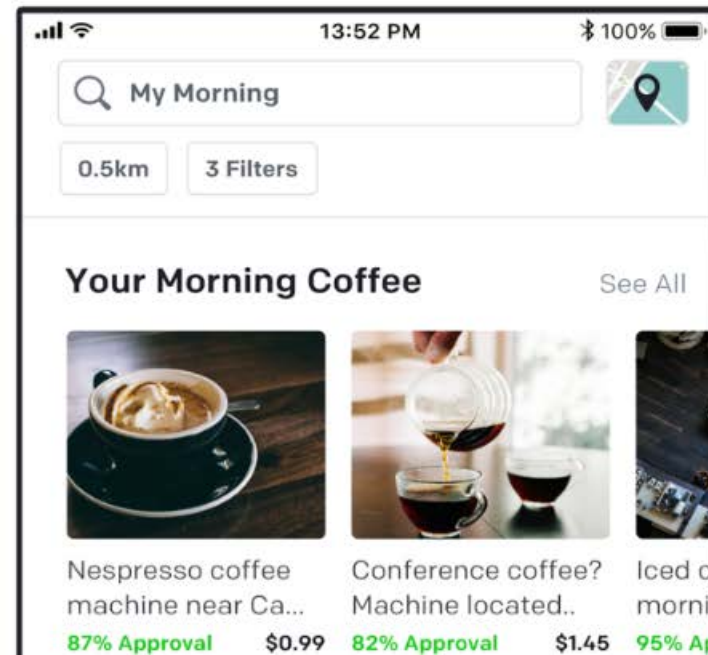 13:52 PM
100%
My Morning
0.5km
3 Filters
Your Morning Coffee
See All
Nespresso coffee
machine near Ca...
87% Approval
$0.99
Conference coffee?
Machine located..
82% Approval
$1.45
Iced
morni
95%